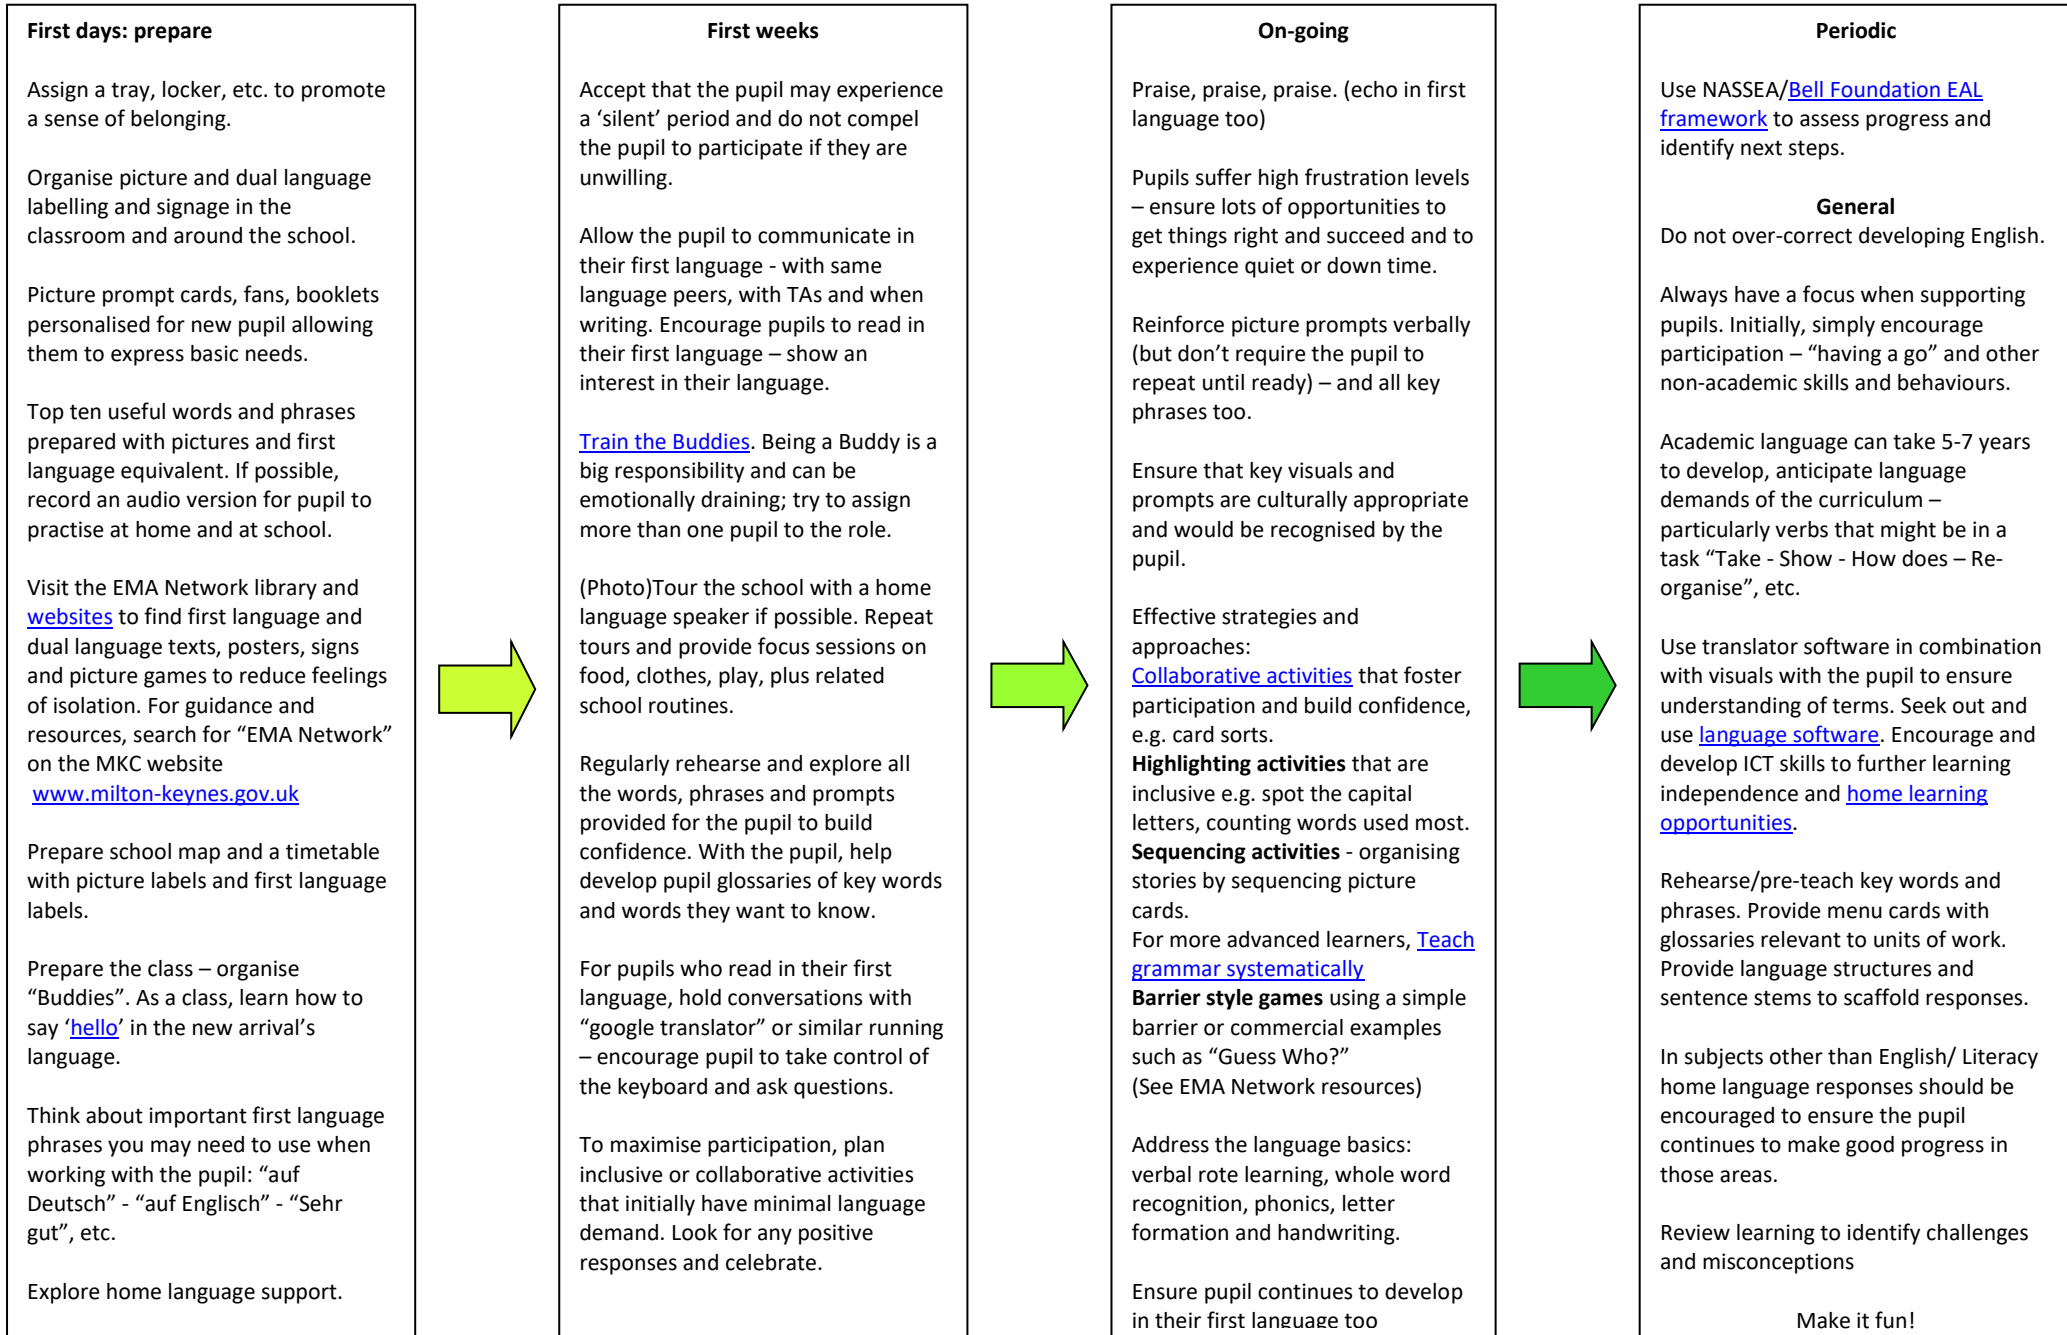 First days: prepare
Assign a tray, locker, etc. to promote
a sense of belonging.
Organise picture and dual language
labelling and signage in the
classroom and around the school.
Picture prompt cards, fans, booklets
personalised for new pupil allowing
them to express basic needs.
Top ten useful words and phrases
prepared with pictures and first
language equivalent. If possible,
record an audio version for pupil to
practise at home and at school.
Visit the EMA Network library and
websites to find first language and
dual language texts, posters, signs
and picture games to reduce feelings
of isolation. For guidance and
resources, search for “EMA Network”
on the MKC website
www.milton-keynes.gov.uk
Prepare school map and a timetable
with picture labels and first language
labels.
Prepare the class – organise
“Buddies”. As a class, learn how to
say ‘hello’ in the new arrival’s
language.
Think about important first language
phrases you may need to use when
working with the pupil: “auf
Deutsch” - “auf Englisch” - “Sehr
gut”, etc.
Explore home language support.
First weeks
Accept that the pupil may experience
a ‘silent’ period and do not compel
the pupil to participate if they are
unwilling.
Allow the pupil to communicate in
their first language - with same
language peers, with TAs and when
writing. Encourage pupils to read in
their first language – show an
interest in their language.
Train the Buddies. Being a Buddy is a
big responsibility and can be
emotionally draining; try to assign
more than one pupil to the role.
(Photo)Tour the school with a home
language speaker if possible. Repeat
tours and provide focus sessions on
food, clothes, play, plus related
school routines.
Regularly rehearse and explore all
the words, phrases and prompts
provided for the pupil to build
confidence. With the pupil, help
develop pupil glossaries of key words
and words they want to know.
For pupils who read in their first
language, hold conversations with
“google translator” or similar running
– encourage pupil to take control of
the keyboard and ask questions.
To maximise participation, plan
inclusive or collaborative activities
that initially have minimal language
demand. Look for any positive
responses and celebrate.
On-going
Praise, praise, praise. (echo in first
language too)
Pupils suffer high frustration levels
– ensure lots of opportunities to
get things right and succeed and to
experience quiet or down time.
Reinforce picture prompts verbally
(but don’t require the pupil to
repeat until ready) – and all key
phrases too.
Ensure that key visuals and
prompts are culturally appropriate
and would be recognised by the
pupil.
Effective strategies and
approaches:
Collaborative activities that foster
participation and build confidence,
e.g. card sorts.
Highlighting activities that are
inclusive e.g. spot the capital
letters, counting words used most.
Sequencing activities - organising
stories by sequencing picture
cards.
For more advanced learners, Teach
grammar systematically
Barrier style games using a simple
barrier or commercial examples
such as “Guess Who?”
(See EMA Network resources)
Address the language basics:
verbal rote learning, whole word
recognition, phonics, letter
formation and handwriting.
Ensure pupil continues to develop
in their first language too
Periodic
Use NASSEA/Bell Foundation EAL
framework to assess progress and
identify next steps.
General
Do not over-correct developing English.
Always have a focus when supporting
pupils. Initially, simply encourage
participation – “having a go” and other
non-academic skills and behaviours.
Academic language can take 5-7 years
to develop, anticipate language
demands of the curriculum –
particularly verbs that might be in a
task “Take - Show - How does – Re-
organise”, etc.
Use translator software in combination
with visuals with the pupil to ensure
understanding of terms. Seek out and
use language software. Encourage and
develop ICT skills to further learning
independence and home learning
opportunities.
Rehearse/pre-teach key words and
phrases. Provide menu cards with
glossaries relevant to units of work.
Provide language structures and
sentence stems to scaffold responses.
In subjects other than English/ Literacy
home language responses should be
encouraged to ensure the pupil
continues to make good progress in
those areas.
Review learning to identify challenges
and misconceptions
Make it fun!